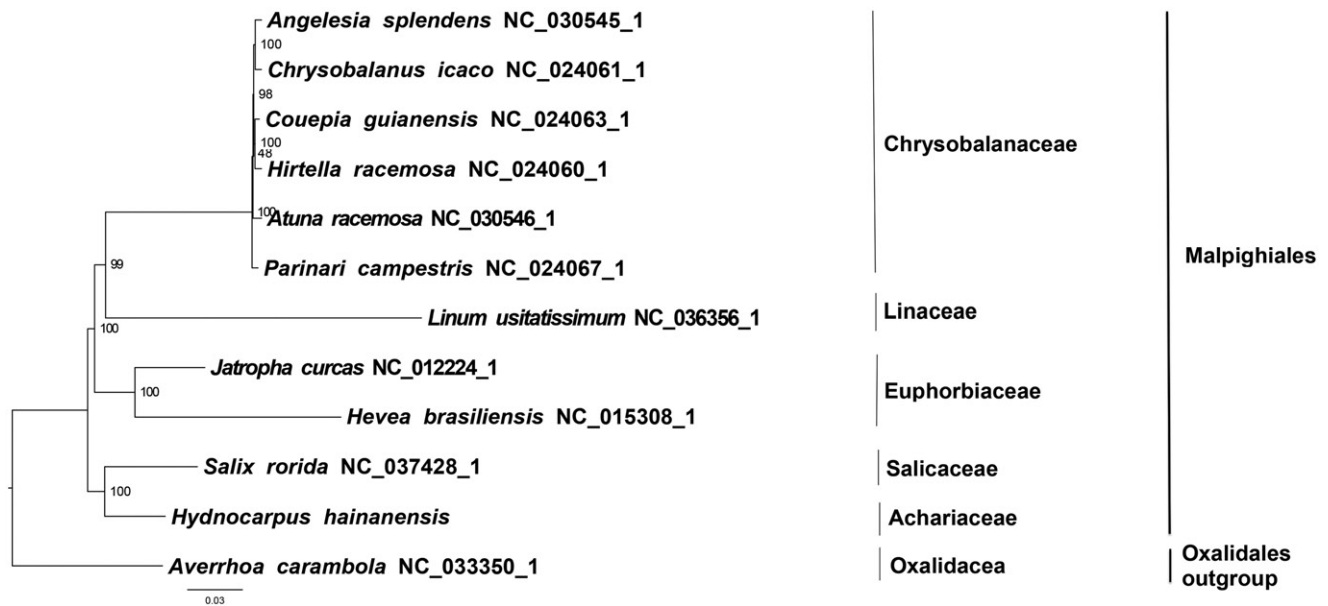 Angelesia splendens NC_030545_1
100
Chrysobalanus icaco NC_024061_1
98
Couepia guianensis NC_024063_1
100
Chrysobalanaceae
48
Hirtella racemosa NC_024060_1
100
Atuna racemosa NC_030546_1
Malpighiales
99
Parinari campestris NC_024067_1
Linum usitatissimum NC_036356_1
Linaceae
100
Jatropha curcas NC_012224_1
100
Euphorbiaceae
Hevea brasiliensis NC_015308_1
Salix rorida NC_037428_1
Salicaceae
100
Hydnocarpus hainanensis
Achariaceae
Averrhoa carambola NC_033350_1
Oxalidacea
Oxalidales
outgroup
0.03